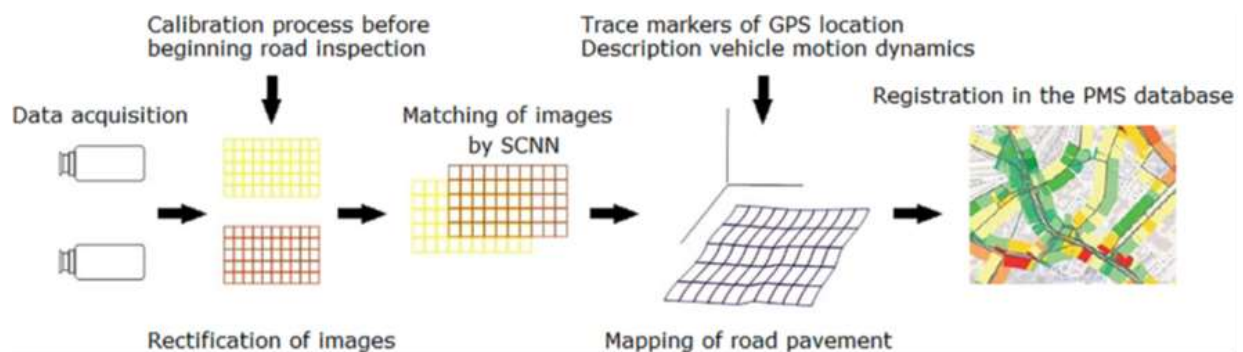 Calibration process before
beginning road inspection
Trace markers of GPS location
Description vehicle motion dynamics
Data acquisition
Matching of images
by SCNN
Registration in the PMS database
Rectification of images
Mapping of road pavement